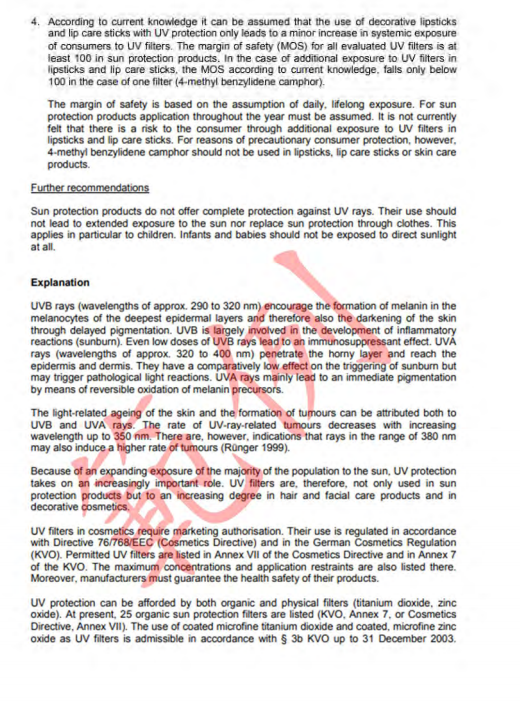 4. According to current knowledge it can be assumed that the use of decorative lipsticks
and lip care sticks with UV protection only leads to a minor increase in systemic exposure
of consumers to UV filters. The margin of safety (MOS) for all evaluated UV filters is at
least 100 in sun protection products. In the case of additional exposure to UV filters in
lipsticks and lip care sticks, the MOS according to current knowledge, falls only below
100 in the case of one filter (4-methyl benzylidene camphor).
The margin of safety is based on the assumption of daily, lifelong exposure. For sun
protection products application throughout the year must be assumed. It is not currently
felt that there is a risk to the consumer through additional exposure to UV filters in
lipsticks and lip care sticks. For reasons of precautionary consumer protection, however,
4-methyl benzylidene camphor should not be used in lipsticks, lip care sticks or skin care
products.
Further recommendations
Sun protection products do not offer complete protection against UV rays. Their use should
not lead to extended exposure to the sun nor replace sun protection through clothes. This
applies in particular to children. Infants and babies should not be exposed to direct sunlight
at all.
Explanation
UVB rays (wavelengths of approx. 290 to 320 nm) encourage the formation of melanin in the
melanocytes of the deepest epidermal layers and therefore also the darkening of the skin
through delayed pigmentation. UVB is largely involved in the development of inflammatory
reactions (sunburn). Even low doses of UVB rays lead to an immunosuppressant effect. UVA
rays (wavelengths of approx. 320 to 400 nm) penetrate the horny layer and reach the
epidermis and dermis. They have a comparatively low effect on the triggering of sunburn but
may trigger pathological light reactions. UVA rays mainly lead to an immediate pigmentation
by means of reversible oxidation of melanin precursors.
The light-related ageing of the skin and the formation of tumours can be attributed both to
UVB and UVA rays. The rate of UV-ray-related tumours decreases with increasing
wavelength up to 350 nm. There are, however, indications that rays in the range of 380 nm
may also induce a higher rate of tumours (Rünger 1999).
Because of an expanding exposure of the majority of the population to the sun, UV protection
takes on an increasingly important role. UV filters are, therefore, not only used in sun
protection products but to an increasing degree in hair and facial care products and in
decorative cosmetics.
UV filters in cosmetics require marketing authorisation. Their use is regulated in accordance
with Directive 76/768/EEC (Cosmetics Directive) and in the German Cosmetics Regulation
(KVO). Permitted UV filters are listed in Annex VII of the Cosmetics Directive and in Annex 7
of the KVO. The maximum concentrations and application restraints are also listed there.
Moreover, manufacturers must guarantee the health safety of their products.
UV protection can be afforded by both organic and physical filters (titanium dioxide, zinc
oxide). At present, 25 organic sun protection filters are listed (KVO, Annex 7, or Cosmetics
Directive, Annex VII). The use of coated microfine titanium dioxide and coated, microfine zinc
oxide as UV filters is admissible in accordance with § 3b KVO up to 31 December 2003.
範例